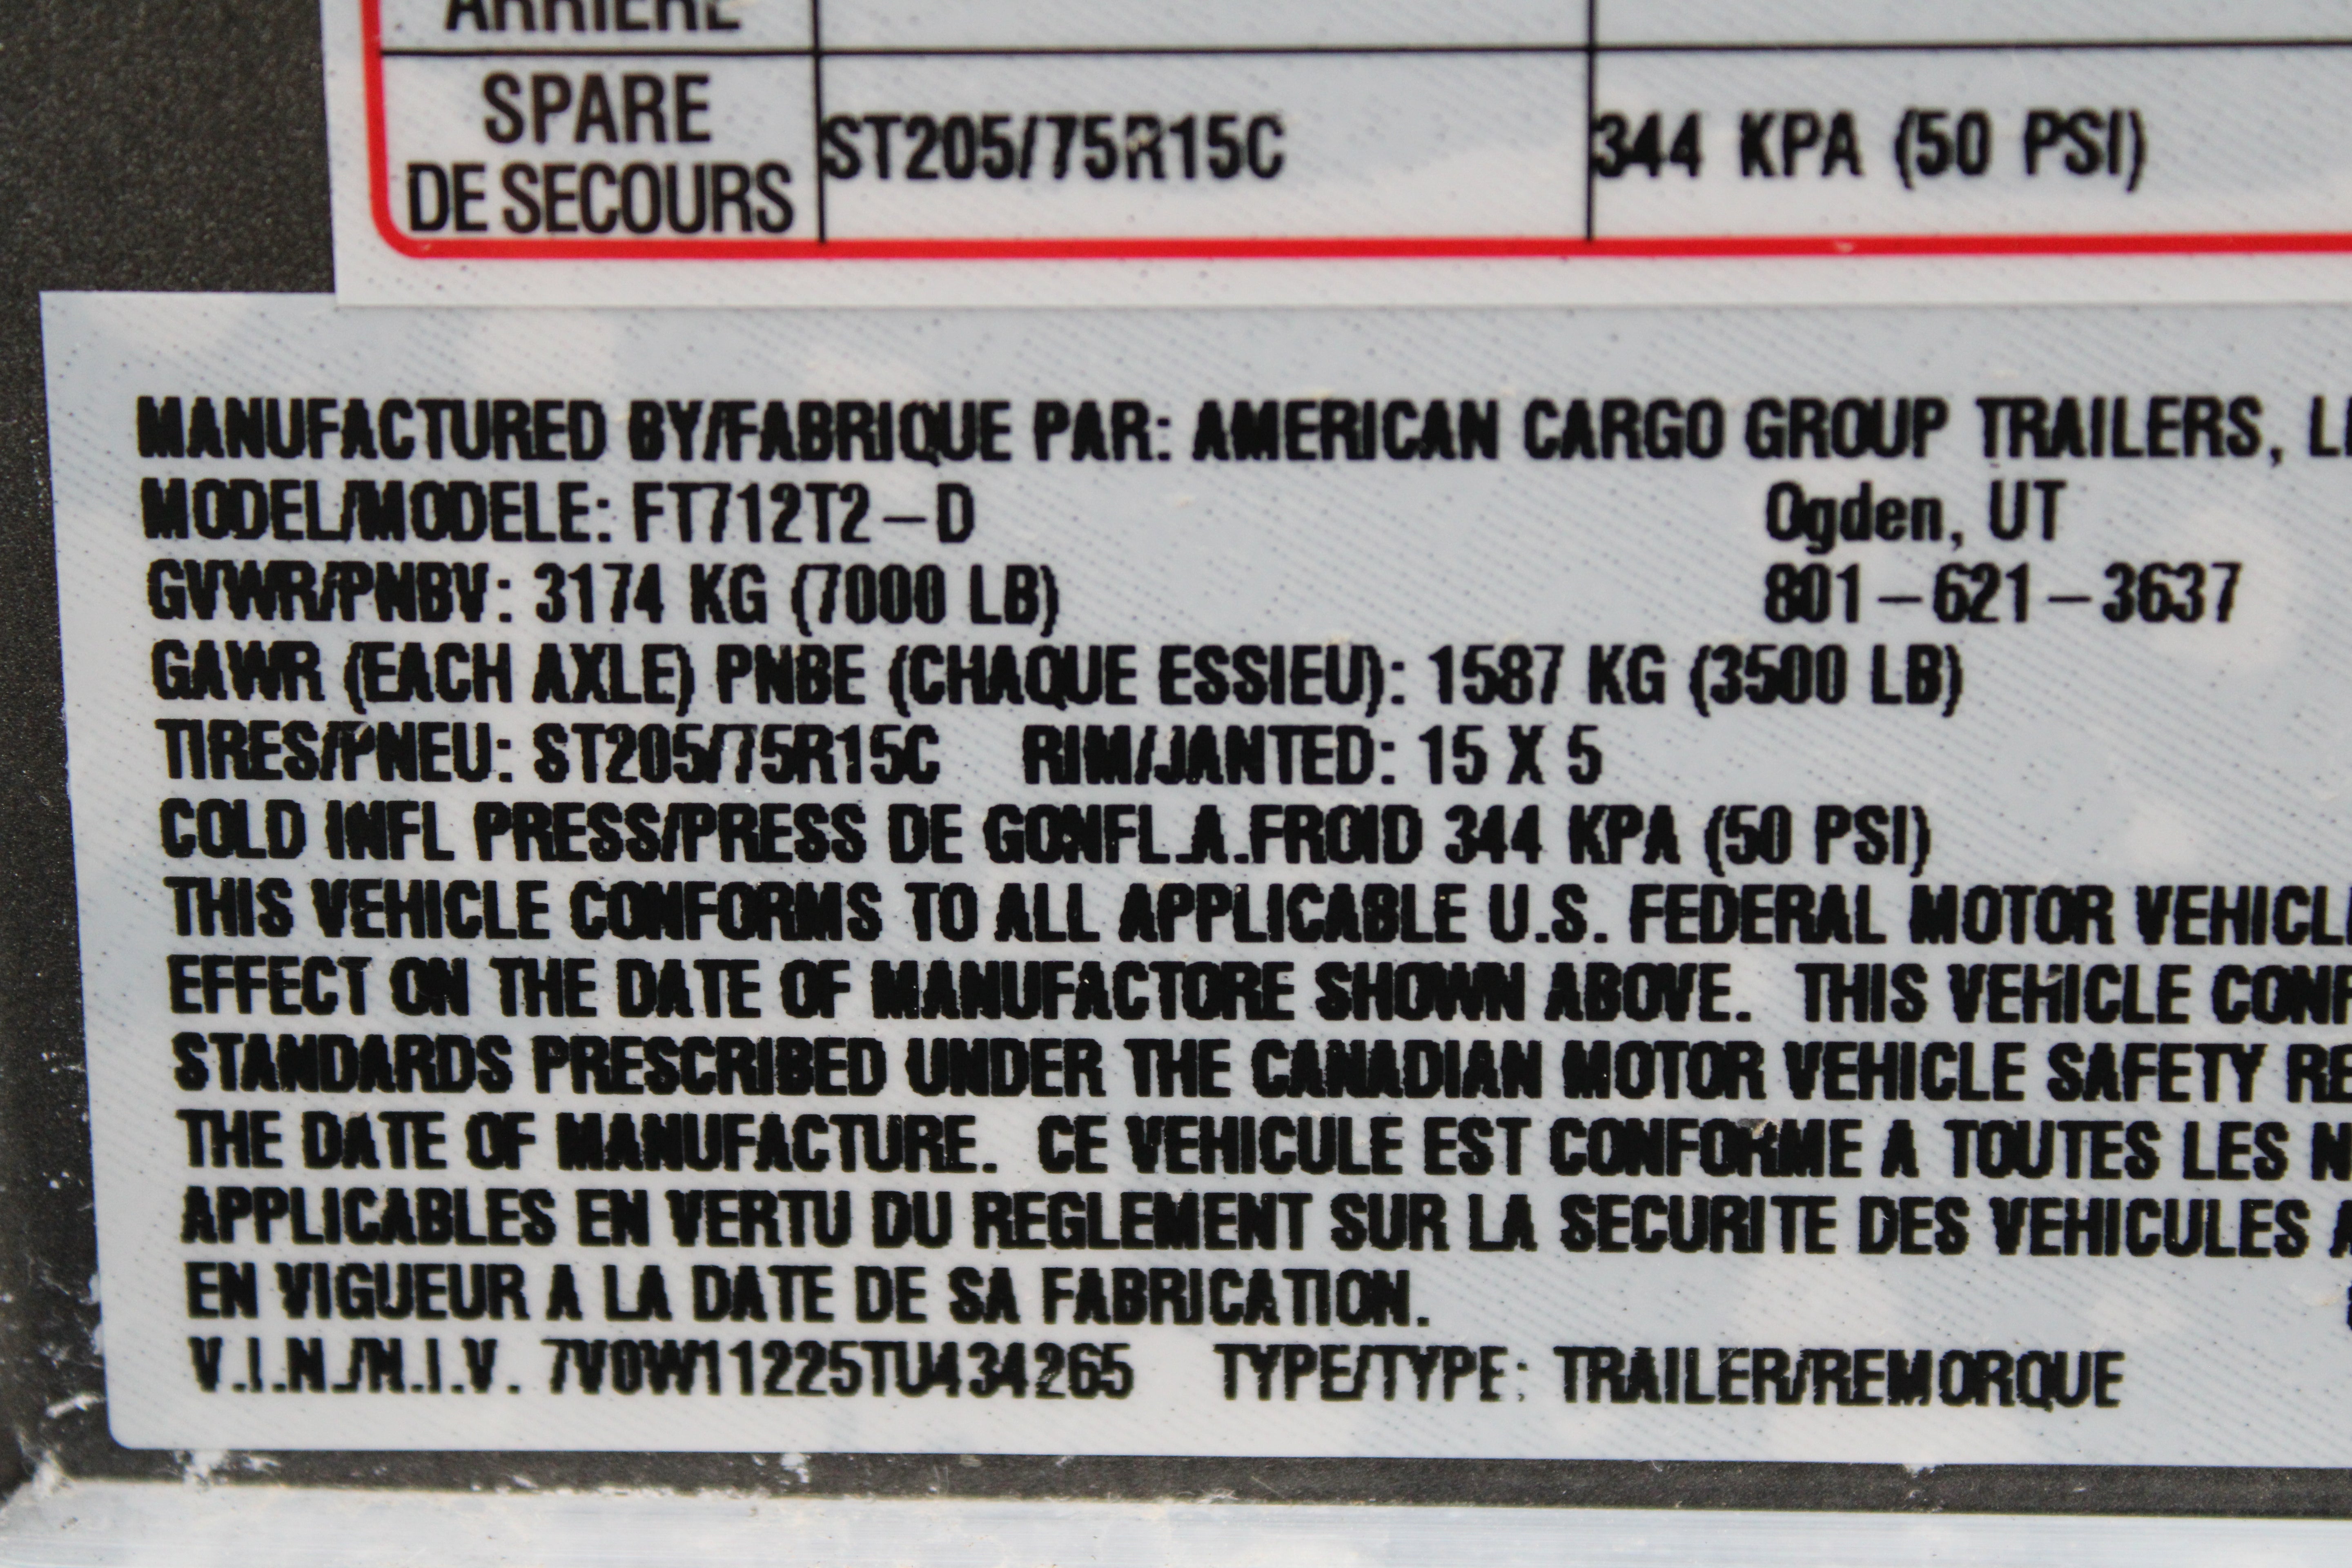 ARRIERE
SPARE
DE SECOURS
ST205/75R15C
344 KPA (50 PSI)
MANUFACTURED BY/FABRIQUE PAR: AMERICAN CARGO GROUP TRAILERS,
MODEL/MODELE: FT712T2-D Ogden, UT
GVWR/PNBV: 3174 KG (7000 LB) 801-621-3637
GAWR (EACH AXLE) PNBE (CHAQUE ESSIEU): 1587 KG (3500 LB)
TIRES/PNEU: ST205/75R15C RIM/JANTED: 15 X 5
COLD INFL PRESS/PRESS DE GONFL.A.FROID 344 KPA (50 PSI)
THIS VEHICLE CONFORMS TO ALL APPLICABLE U.S. FEDERAL MOTOR VEHICL
EFFECT ON THE DATE OF MANUFACTORE SHOWN ABOVE. THIS VEHICLE CONF
STANDARDS PRESCRIBED UNDER THE CANADIAN MOTOR VEHICLE SAFETY RE
THE DATE OF MANUFACTURE. CE VEHICULE EST CONFORME A TOUTES LES N
APPLICABLES EN VERTU DU REGLEMENT SUR LA SECURITE DES VEHICULES A
EN VIGUEUR A LA DATE DE SA FABRICATION.
V.I.N./N.I.V. 7V0W11225TU434265 TYPE/TYPE: TRAILER/REMORQUE